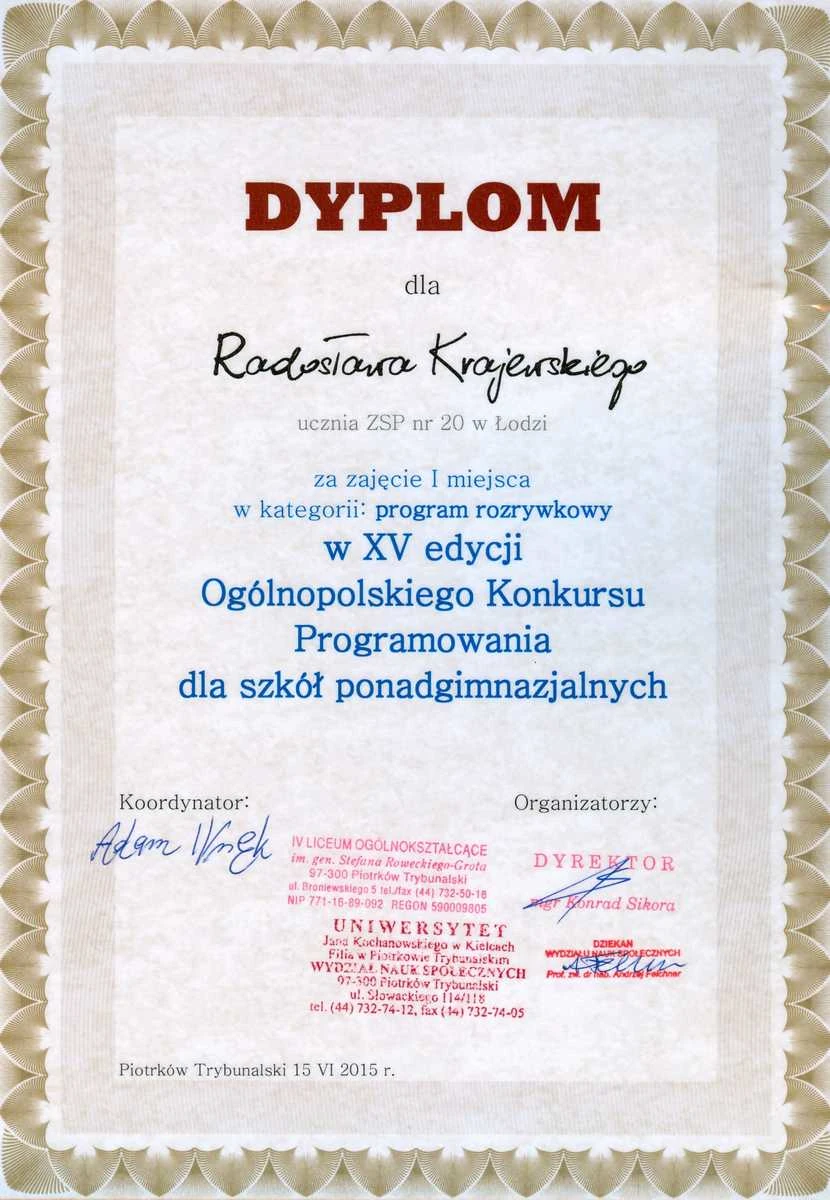 DYPLOM
dla
Radosława Krajewskiego
ucznia ZSP nr 20 w Łodzi
za zajęcie I miejsca
w kategorii: program rozrywkowy
w XV edycji
Ogólnopolskiego Konkursu
Programowania
dla szkół ponadgimnazjalnych
Koordynator:
Adam
Organizatorzy:
IV LICEUM OGÓLNOKSZTAŁCĄCE
im. gen. Stefana Roweckiego-Grota
97-300 Piotrków Trybunalski
ul. Broniewskiego 5 tel./fax (44) 732-50-18
NIP 771-16-89-092 REGON 590009805
DYREKTOR
mgr Konrad Sikora
UNIWERSYTET
Jana Kochanowskiego w Kielcach
Filia w Piotrkowie Trybunalskim
WYDZIAŁ NAUK SPOŁECZNYCH
97-300 Piotrków Trybunalski
ul. Słowackiego 114/118
tel. (44) 732-74-12, fax (44) 732-74-05
DZIEKAN
WYDZIAŁU NAUK SPOŁECZNYCH
Prof. zw. dr hab. Andrzej Felchner
Piotrków Trybunalski 15 VI 2015 r.